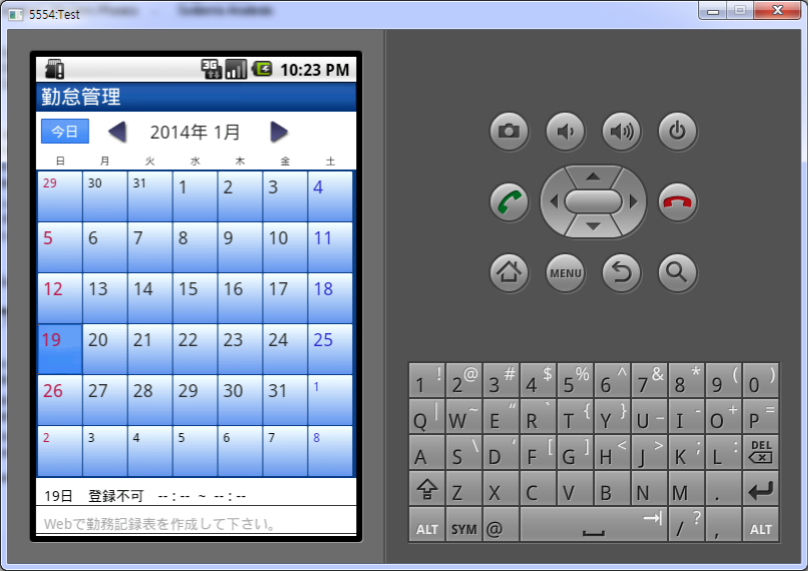 5554:Test
3G 10:23 PM
勤怠管理
今日 2014年 1月
日 月 火 水 木 金 土
29 30 31 1 2 3 4
5 6 7 8 9 10 11
12 13 14 15 16 17 18
19 20 21 22 23 24 25
26 27 28 29 30 31 1
2 3 4 5 6 7 8
19日 登録不可 -- : -- ~ -- : --
Webで勤務記録表を作成して下さい。
MENU
1 ! 2 @ 3 # 4 $ 5 % 6 ^ 7 & 8 * 9 ( 0 )
Q | W ~ E " R ` T { Y } U _ I - O + P =
A S \ D ' F [ G ] H < J > K ; L : DEL
Z X C V B N M .
ALT SYM @ / ? , ALT